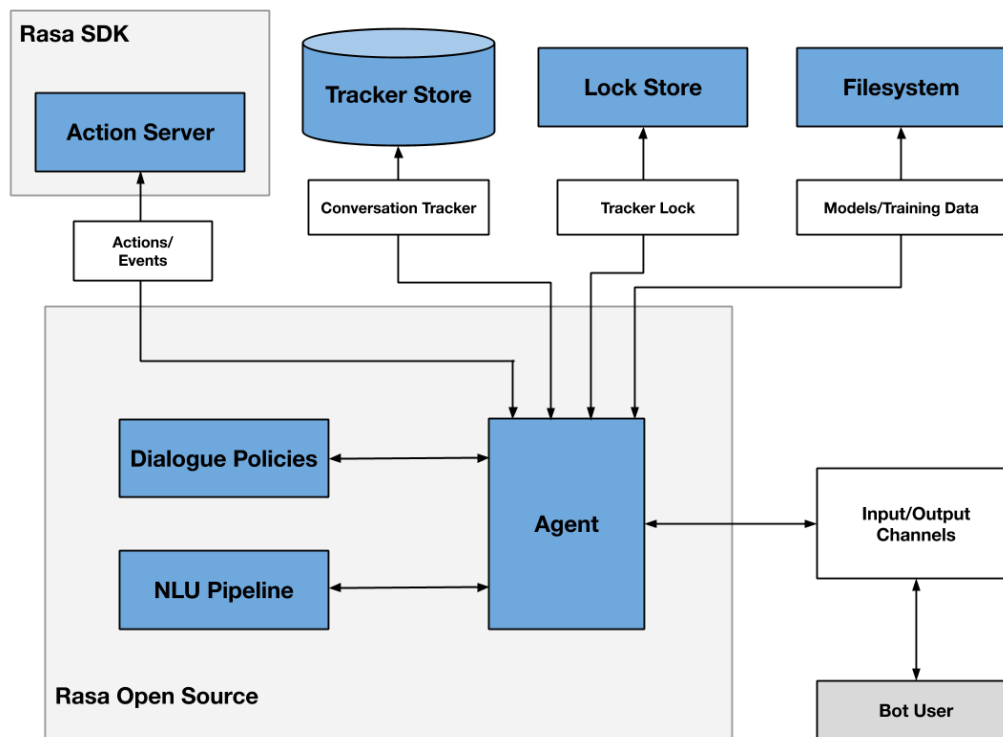 Rasa SDK
Action Server
Tracker Store
Lock Store
Filesystem
Conversation Tracker
Tracker Lock
Models/Training Data
Actions/
Events
Dialogue Policies
NLU Pipeline
Agent
Input/Output
Channels
Rasa Open Source
Bot User